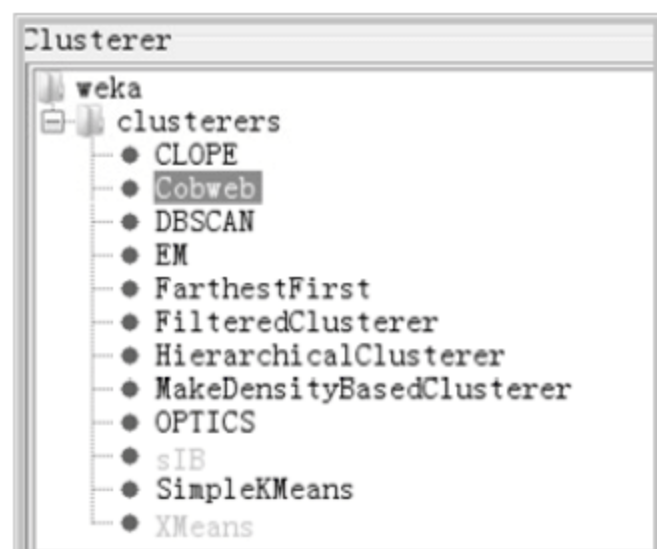 Clusterer
weka
clusterers
CLOPE
Cobweb
DBSCAN
EM
FarthestFirst
FilteredClusterer
HierarchicalClusterer
MakeDensityBasedClusterer
OPTICS
sIB
SimpleKMeans
XMeans